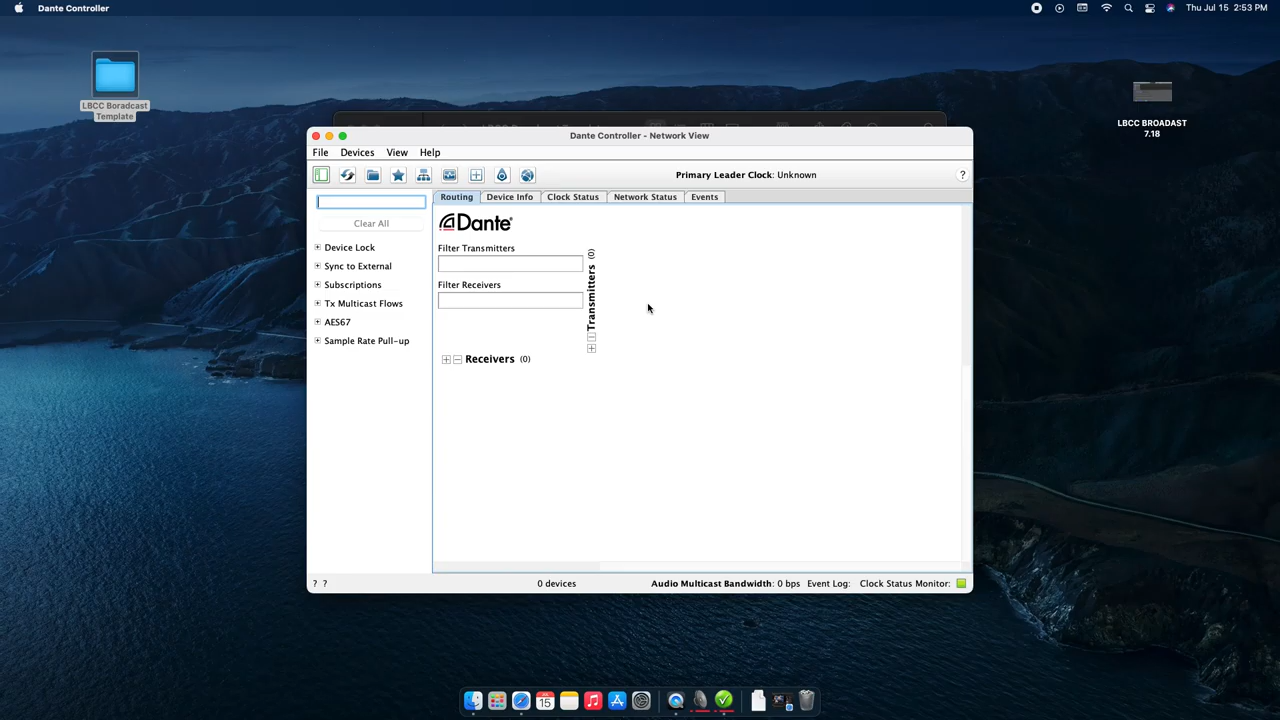 Dante Controller
Thu Jul 15 2:53 PM
LBCC Boradcast
Template
LBCC BROADAST
7.18
Dante Controller - Network View
File Devices View Help
Primary Leader Clock: Unknown
?
Clear All
Device Lock
Sync to External
Subscriptions
Tx Multicast Flows
AES67
Sample Rate Pull-up
Routing Device Info Clock Status Network Status Events
Dante
Filter Transmitters
Filter Receivers
Transmitters (0)
Receivers (0)
? ?
0 devices
Audio Multicast Bandwidth: 0 bps Event Log: Clock Status Monitor:
15